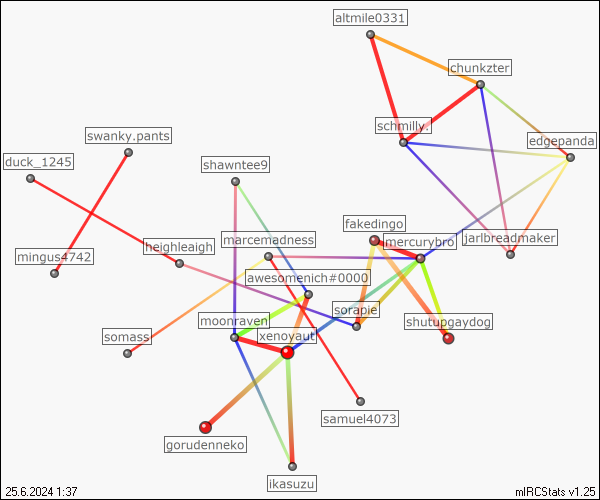 altmile0331
chunkzter
schmilly.
edgepanda
swanky.pants
duck_1245
shawntee9
fakedingo
marcemadness
mercurybro
jarlbreadmaker
heighleaigh
mingus4742
awesomenich#0000
sorapie
moonraven
shutupgaydog
somass
xenoyaut
samuel4073
gorudenneko
ikasuzu
25.6.2024 1:37
mIRCStats v1.25